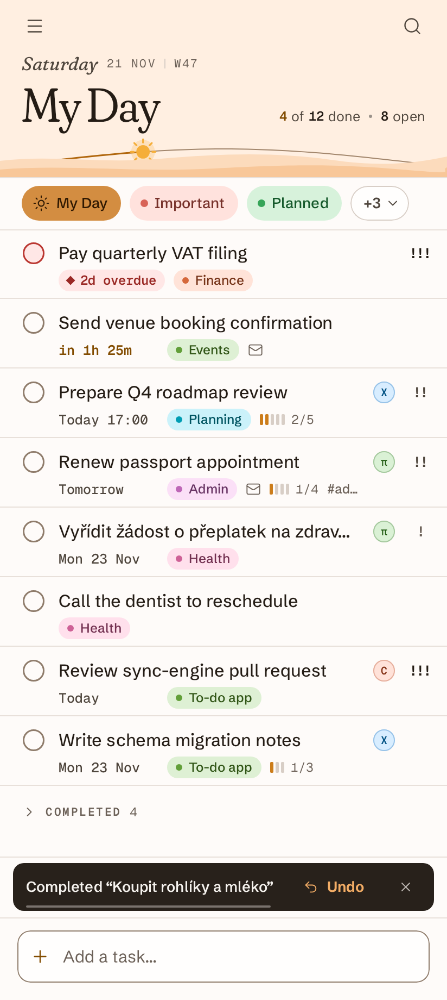 Saturday 21 NOV | W47
My Day
4 of 12 done • 8 open
My Day
Important
Planned
+3
Pay quarterly VAT filing !!!
2d overdue Finance
Send venue booking confirmation
in 1h 25m Events
Prepare Q4 roadmap review X !!
Today 17:00 Planning 2/5
Renew passport appointment π !!
Tomorrow Admin 1/4 #ad…
Vyřídit žádost o přeplatek na zdrav… π !
Mon 23 Nov Health
Call the dentist to reschedule
Health
Review sync-engine pull request C !!!
Today To-do app
Write schema migration notes X
Mon 23 Nov To-do app 1/3
COMPLETED 4
Completed “Koupit rohlíky a mléko” Undo
Add a task…